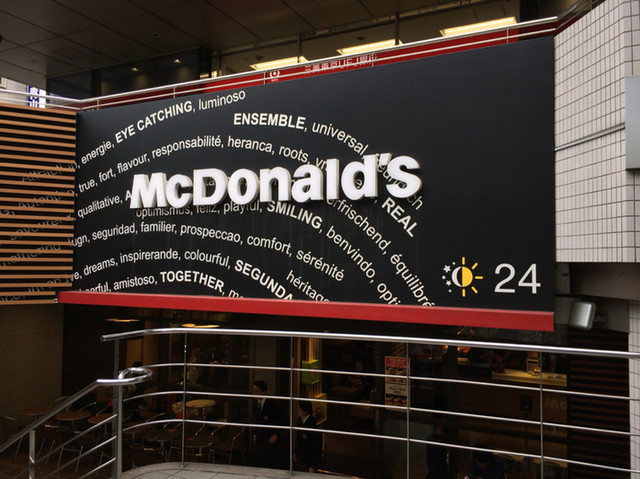 energie, EYE CATCHING, luminoso
ENSEMBLE, universal,
true, fort, flavour, responsabilité, heranca, roots,
qualitative,
McDonald's
optimismus, feliz, playful, SMILING, benvindo,
REAL
erfrischend, équilibre
seguridad, familier, prospeccao, comfort, sérénité
dreams, inspirerande, colourful, SEGUNDA
héritage
amistoso, TOGETHER,
24